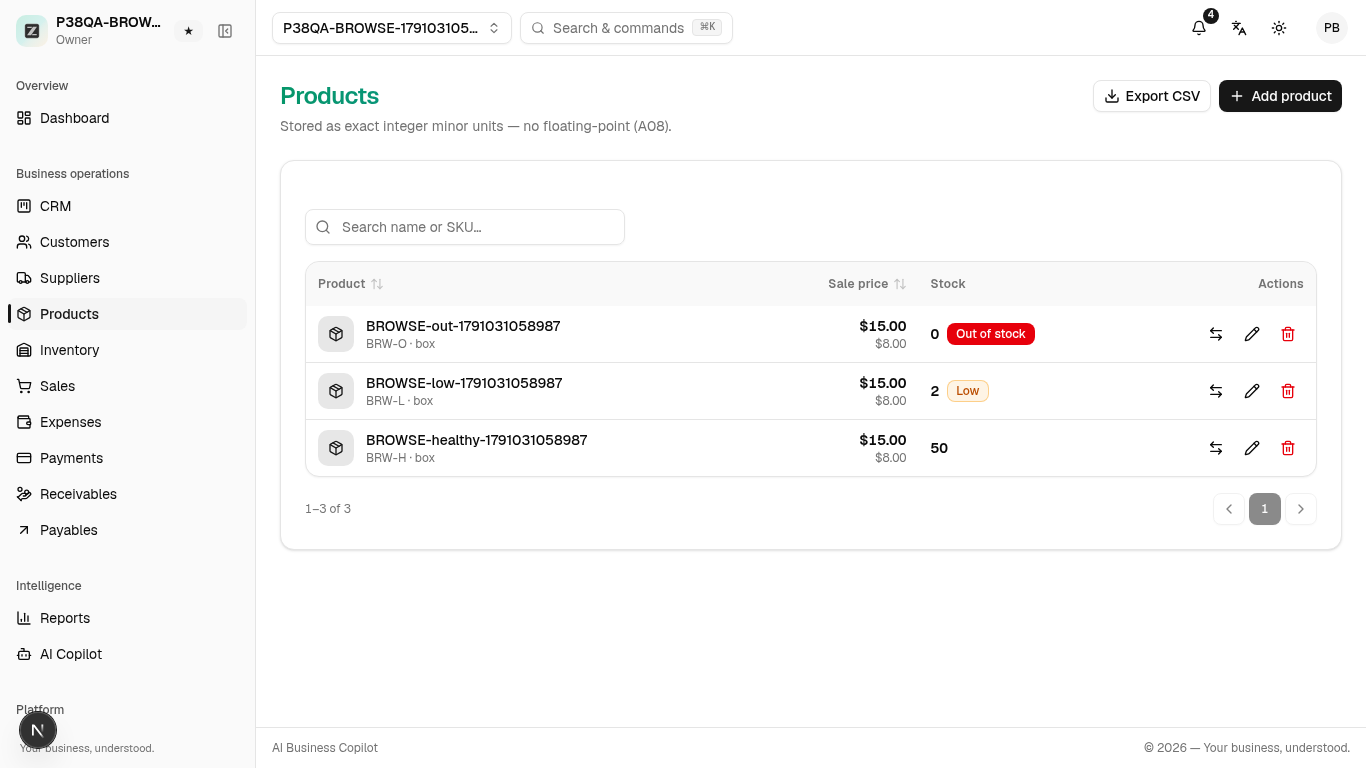 P38QA-BROW…
Owner
Overview
Dashboard
Business operations
CRM
Customers
Suppliers
Products
Inventory
Sales
Expenses
Payments
Receivables
Payables
Intelligence
Reports
AI Copilot
Platform
Your business, understood.
P38QA-BROWSE-179103105…
Search & commands ⌘K
4
PB
Products
Stored as exact integer minor units — no floating-point (A08).
Export CSV
Add product
Search name or SKU…
Product Sale price Stock Actions
BROWSE-out-1791031058987 $15.00 0 Out of stock
BRW-O · box $8.00
BROWSE-low-1791031058987 $15.00 2 Low
BRW-L · box $8.00
BROWSE-healthy-1791031058987 $15.00 50
BRW-H · box $8.00
1–3 of 3
1
AI Business Copilot
© 2026 — Your business, understood.